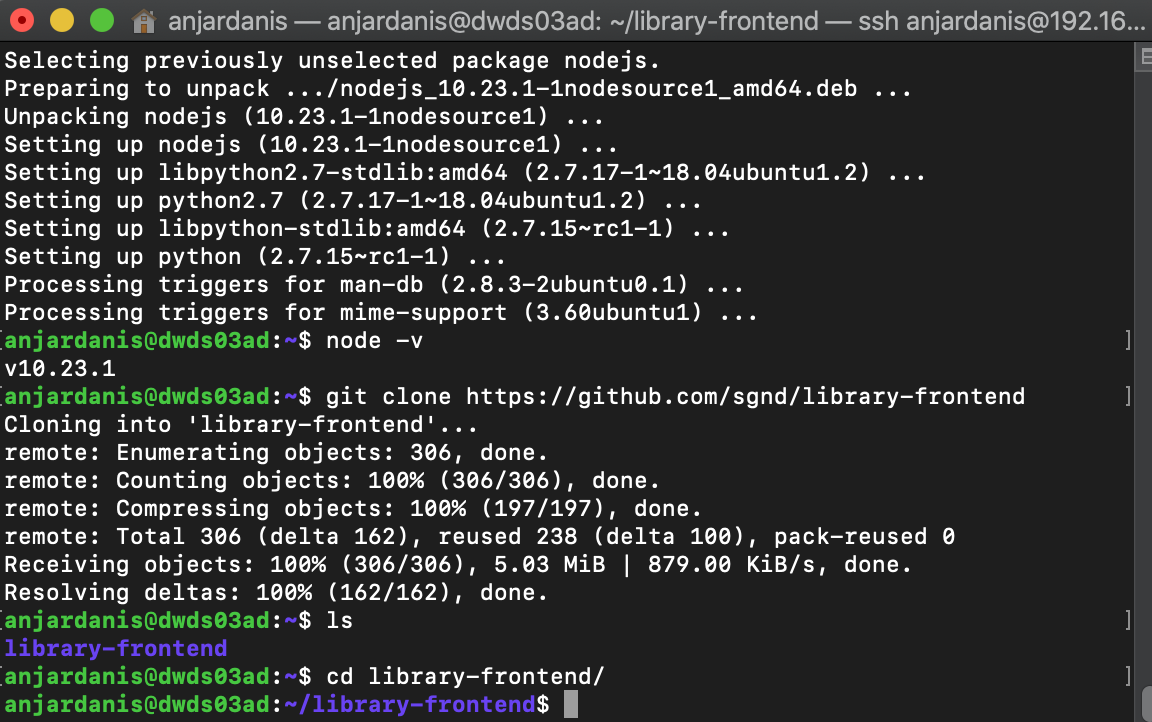 anjardanis — anjardanis@dwds03ad: ~/library-frontend — ssh anjardanis@192.16...
Selecting previously unselected package nodejs.
Preparing to unpack .../nodejs_10.23.1-1nodesource1_amd64.deb ...
Unpacking nodejs (10.23.1-1nodesource1) ...
Setting up nodejs (10.23.1-1nodesource1) ...
Setting up libpython2.7-stdlib:amd64 (2.7.17-1~18.04ubuntu1.2) ...
Setting up python2.7 (2.7.17-1~18.04ubuntu1.2) ...
Setting up libpython-stdlib:amd64 (2.7.15~rc1-1) ...
Setting up python (2.7.15~rc1-1) ...
Processing triggers for man-db (2.8.3-2ubuntu0.1) ...
Processing triggers for mime-support (3.60ubuntu1) ...
[anjardanis@dwds03ad:~$ node -v ]
v10.23.1
[anjardanis@dwds03ad:~$ git clone https://github.com/sgnd/library-frontend ]
Cloning into 'library-frontend'...
remote: Enumerating objects: 306, done.
remote: Counting objects: 100% (306/306), done.
remote: Compressing objects: 100% (197/197), done.
remote: Total 306 (delta 162), reused 238 (delta 100), pack-reused 0
Receiving objects: 100% (306/306), 5.03 MiB | 879.00 KiB/s, done.
Resolving deltas: 100% (162/162), done.
[anjardanis@dwds03ad:~$ ls ]
library-frontend
[anjardanis@dwds03ad:~$ cd library-frontend/ ]
anjardanis@dwds03ad:~/library-frontend$